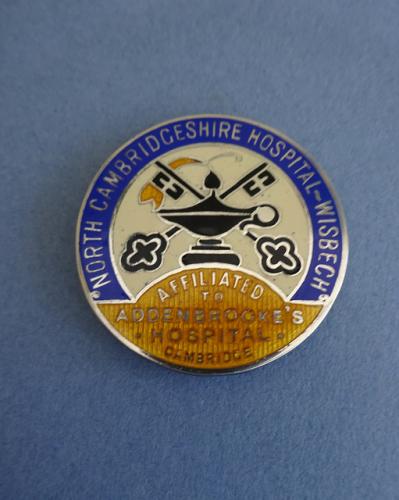 NORTH CAMBRIDGESHIRE HOSPITAL-WISBECH
AFFILIATED
TO
ADDENBROOKE'S
HOSPITAL
CAMBRIDGE